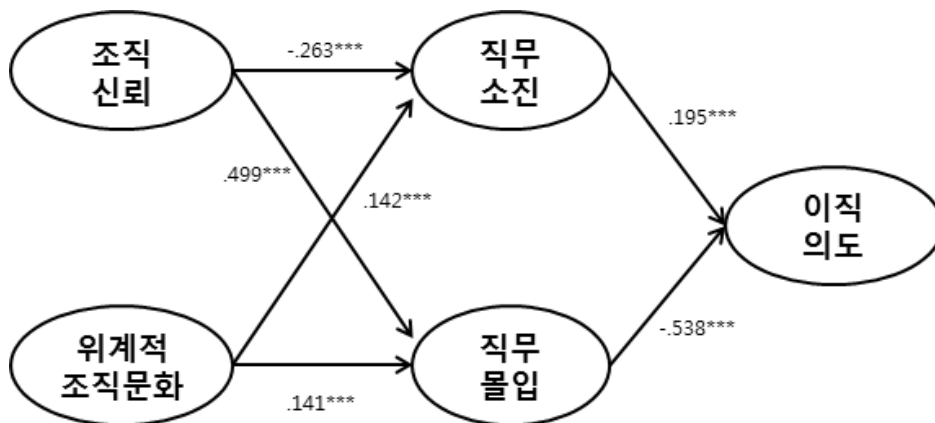 조직
신뢰
-.263***
직무
소진
.195***
.499***
.142***
이직
의도
위계적
조직문화
.141***
직무
몰입
-.538***